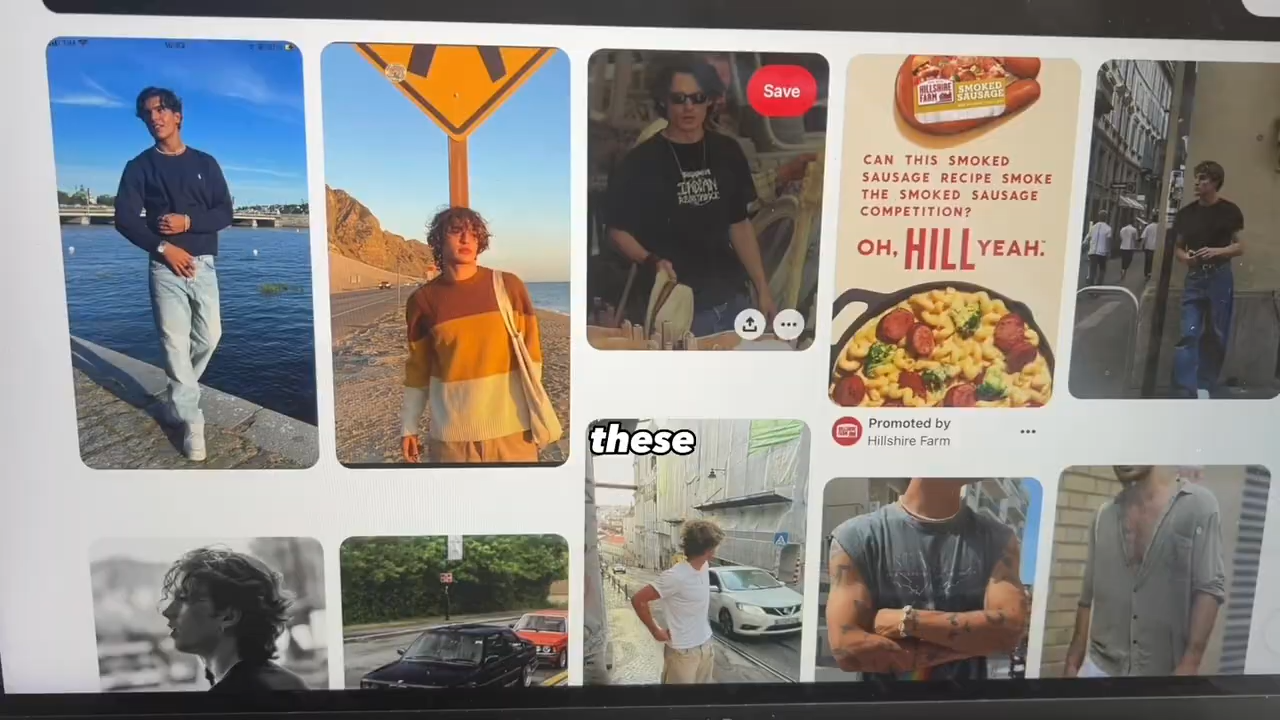 Save
HILLSHIRE
FARM
SMOKED
SAUSAGE
CAN THIS SMOKED
SAUSAGE RECIPE SMOKE
THE SMOKED SAUSAGE
COMPETITION?
OH, HILL YEAH.
INDIAN
these
Promoted by
Hillshire Farm